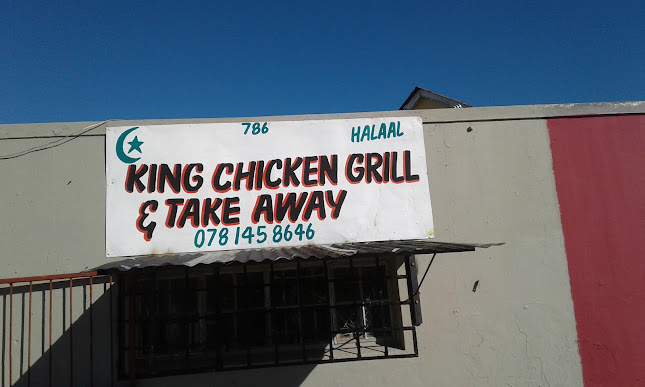 786
HALAAL
KING CHICKEN GRILL
& TAKE AWAY
078 145 8646